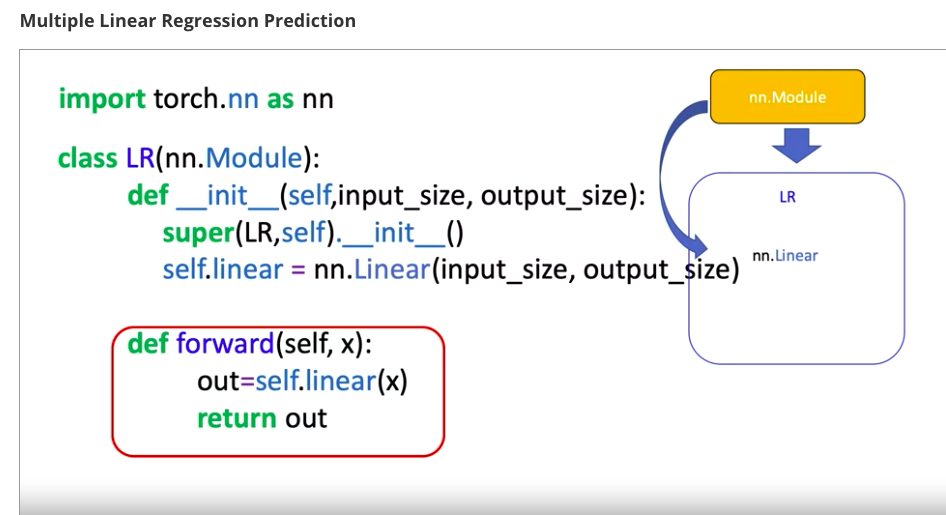 Multiple Linear Regression Prediction
import torch.nn as nn
class LR(nn.Module):
def __init__(self,input_size, output_size):
super(LR,self).__init__()
self.linear = nn.Linear(input_size, output_size)
def forward(self, x):
out=self.linear(x)
return out
nn.Module
LR
nn.Linear